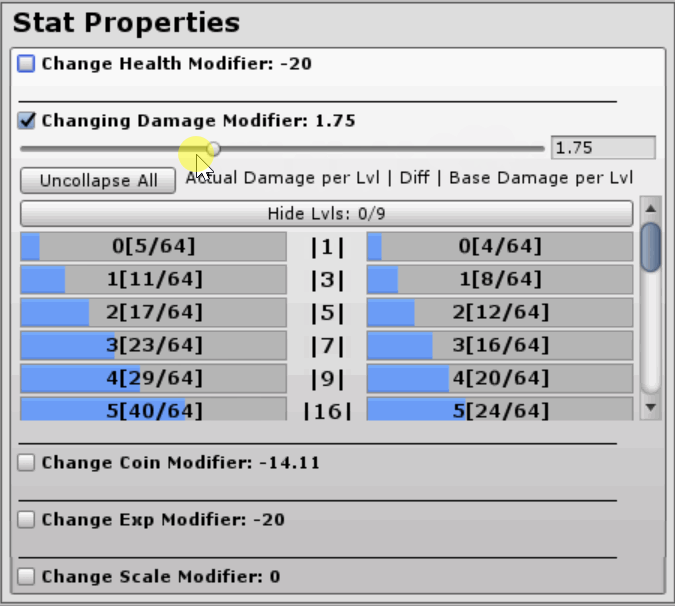 Stat Properties
Change Health Modifier: -20
Changing Damage Modifier: 1.75
1.75
Uncollapse All Actual Damage per Lvl | Diff | Base Damage per Lvl
Hide Lvls: 0/9
0[5/64] |1| 0[4/64]
1[11/64] |3| 1[8/64]
2[17/64] |5| 2[12/64]
3[23/64] |7| 3[16/64]
4[29/64] |9| 4[20/64]
5[40/64] |16| 5[24/64]
Change Coin Modifier: -14.11
Change Exp Modifier: -20
Change Scale Modifier: 0